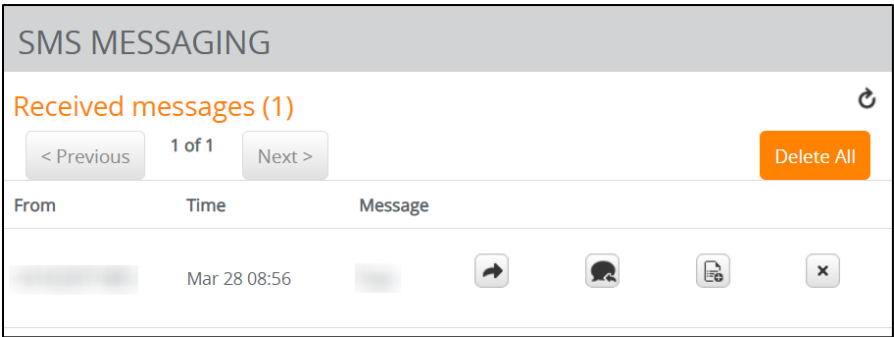 SMS MESSAGING
Received messages (1)
< Previous 1 of 1 Next > Delete All
From Time Message
Mar 28 08:56